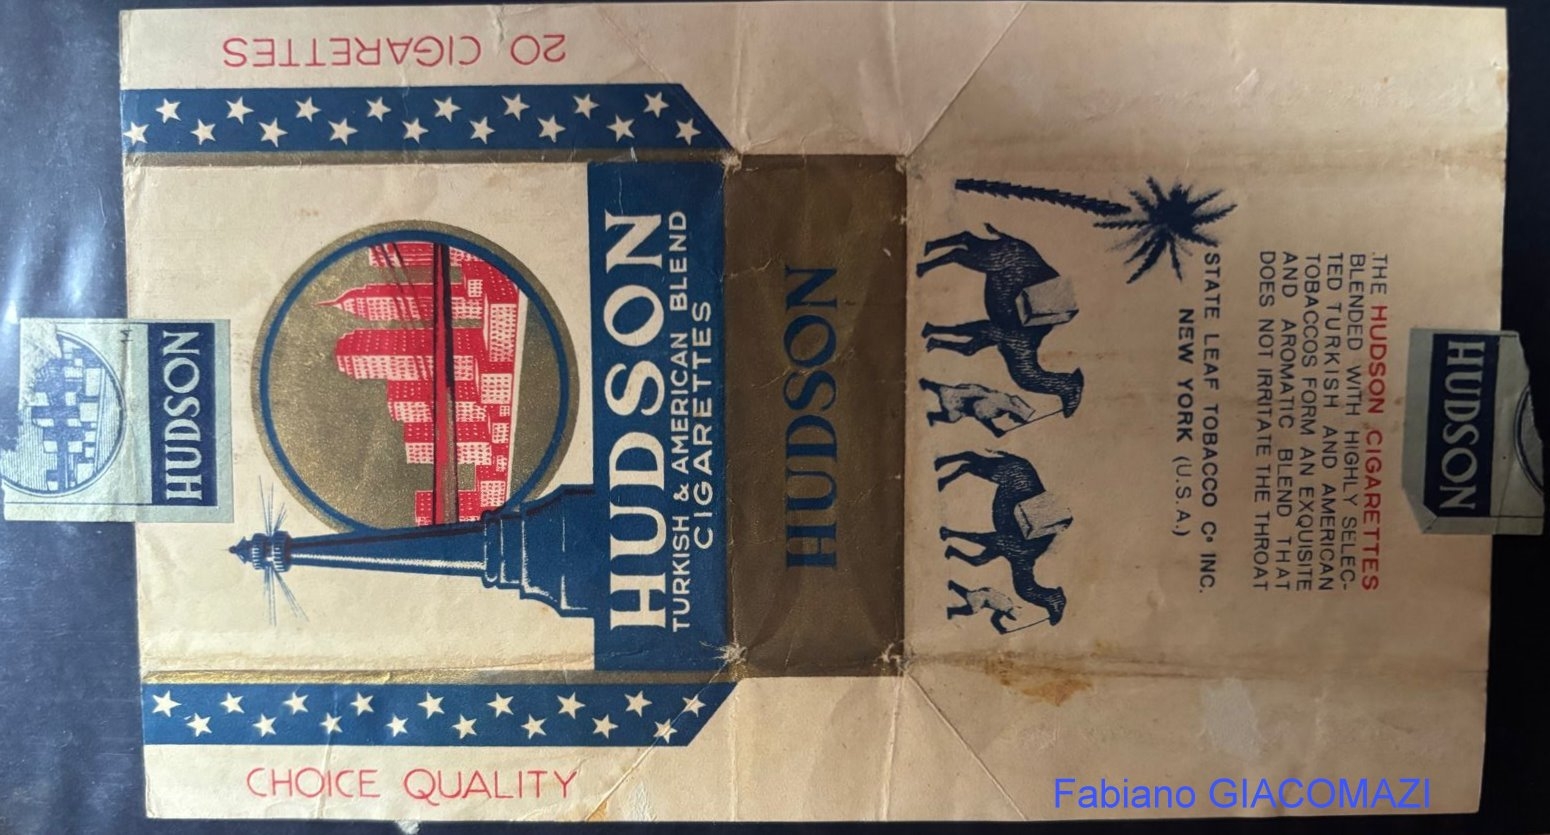 20 CIGARETTES
HUDSON
TURKISH & AMERICAN BLEND
CIGARETTES
CHOICE QUALITY
HUDSON
HUDSON
STATE LEAF TOBACCO Cº INC.
NEW YORK (U.S.A.)
THE HUDSON CIGARETTES
BLENDED WITH HIGHLY SELEC-
TED TURKISH AND AMERICAN
TOBACCOS FORM AN EXQUISITE
AND AROMATIC BLEND THAT
DOES NOT IRRITATE THE THROAT
HUDSON
Fabiano GIACOMAZI